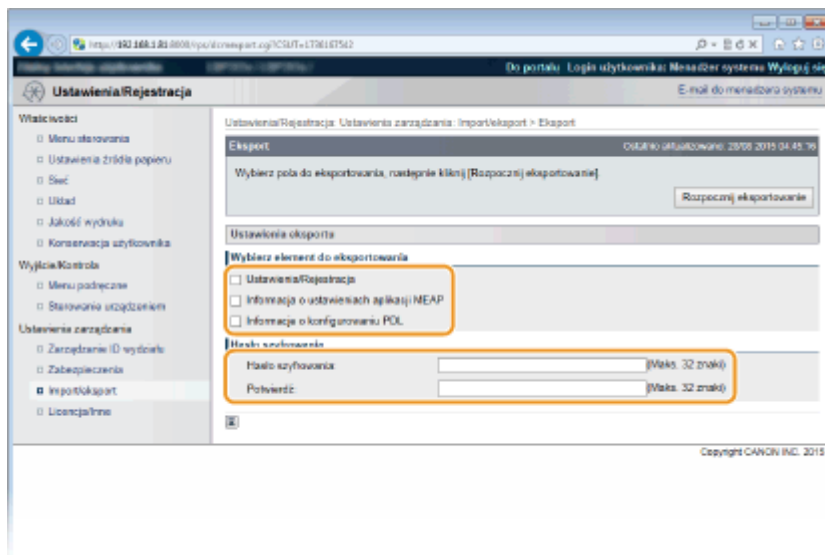 Do portalu Login użytkownika: Menadżer systemu Wyloguj się
Ustawienia/Rejestracja
E-mail do menadżera systemu
Właściwości
Menu sterowania
Ustawienia źródła papieru
Sieć
Układ
Jakość wydruku
Konserwacja użytkownika
Wyjście/Kontrola
Menu podręczne
Sterowanie urządzeniem
Ustawienia zarządzania
Zarządzanie ID wydziału
Zabezpieczenia
Import/eksport
Licencja/Inne
Ustawienia/Rejestracja: Ustawienia zarządzania: Import/eksport > Eksport
Eksport
Ostatnio aktualizowano: 28/08 2015 04:45:16
Wybierz pola do eksportowania, następnie kliknij [Rozpocznij eksportowanie]
Rozpocznij eksportowanie
Ustawienia eksportu
Wybierz element do eksportowania
Ustawienia/Rejestracja
Informacja o ustawieniach aplikacji MEAP
Informacje o konfigurowaniu PDL
Hasło szyfrowania
Hasło szyfrowania: (Maks. 32 znaki)
Potwierdź: (Maks. 32 znaki)
Copyright CANON INC. 2015